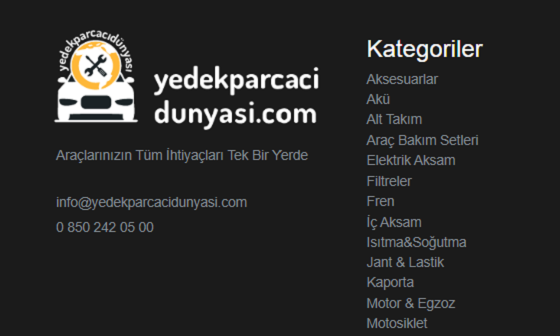 yedekparcacıdünyası
yedekparcaci
dunyasi.com
Araçlarınızın Tüm İhtiyaçları Tek Bir Yerde
info@yedekparcacidunyasi.com
0 850 242 05 00
Kategoriler
Aksesuarlar
Akü
Alt Takım
Araç Bakım Setleri
Elektrik Aksam
Filtreler
Fren
İç Aksam
Isıtma&Soğutma
Jant & Lastik
Kaporta
Motor & Egzoz
Motosiklet